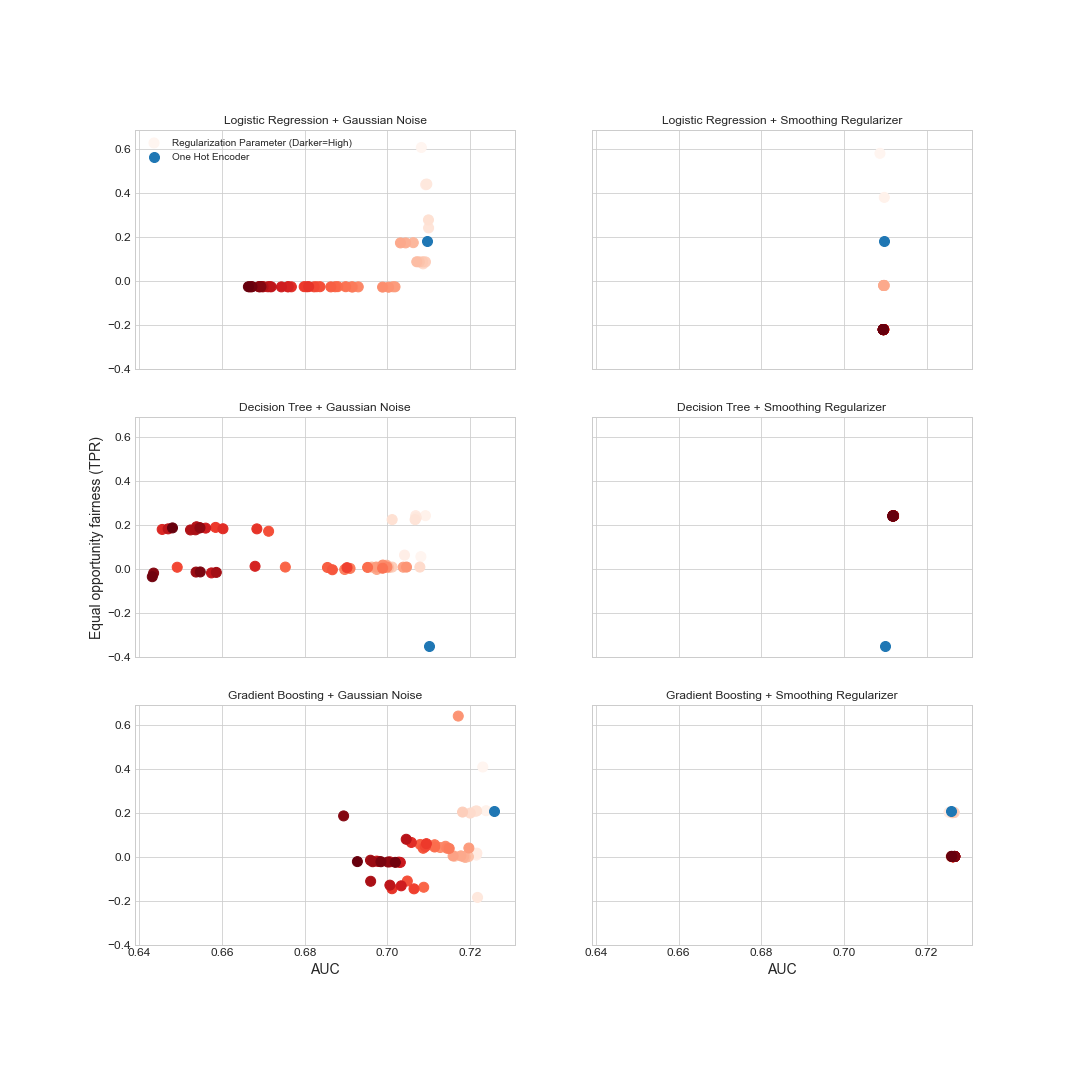 Logistic Regression + Gaussian Noise
Logistic Regression + Smoothing Regularizer
Regularization Parameter (Darker=High)
One Hot Encoder
0.6
0.4
0.2
0.0
−0.2
−0.4
Decision Tree + Gaussian Noise
Decision Tree + Smoothing Regularizer
Equal opportunity fairness (TPR)
0.6
0.4
0.2
0.0
−0.2
−0.4
Gradient Boosting + Gaussian Noise
Gradient Boosting + Smoothing Regularizer
0.6
0.4
0.2
0.0
−0.2
−0.4
0.64 0.66 0.68 0.70 0.72
0.64 0.66 0.68 0.70 0.72
AUC
AUC